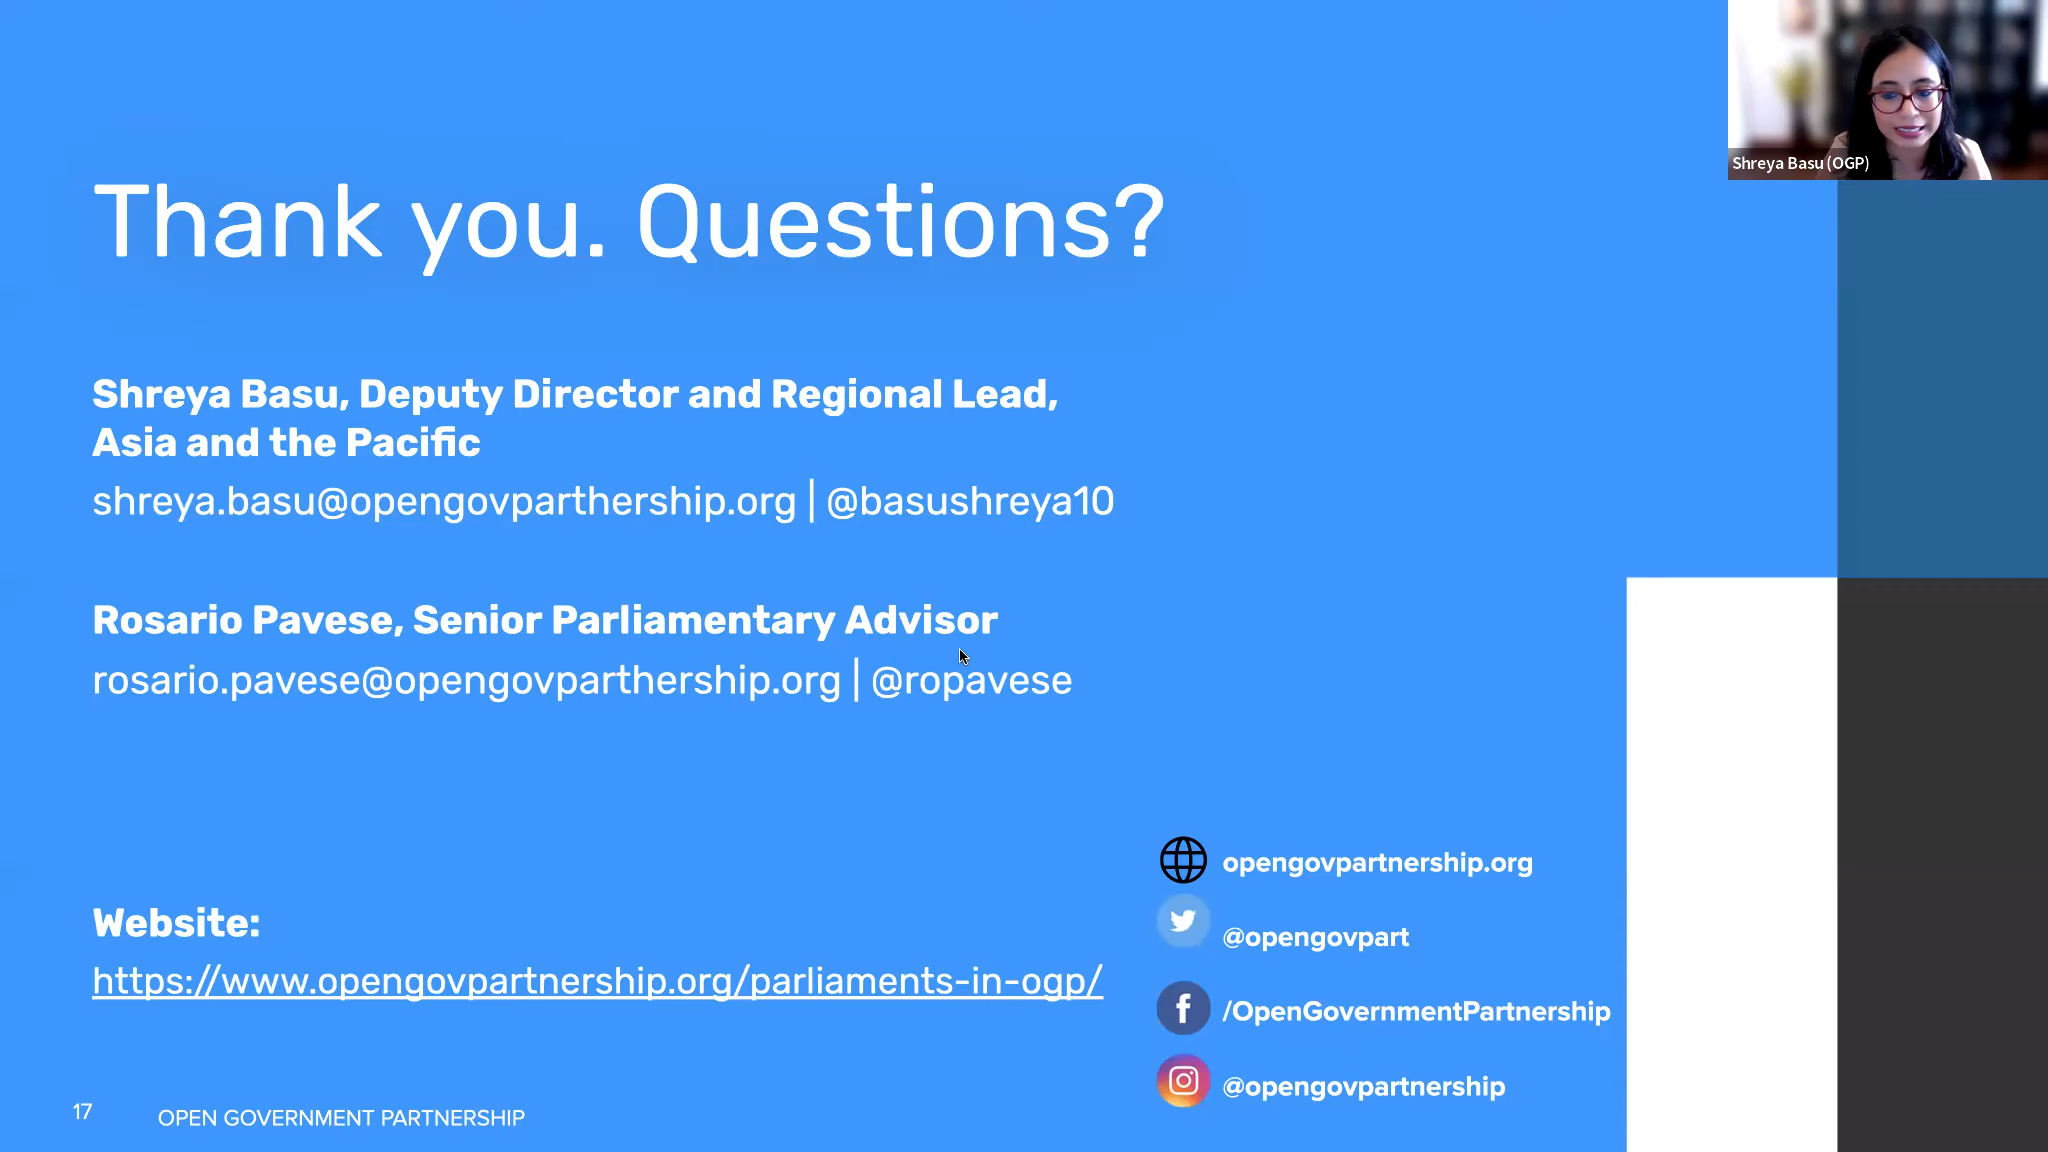 Shreya Basu (OGP)
Thank you. Questions?
Shreya Basu, Deputy Director and Regional Lead,
Asia and the Pacific
shreya.basu@opengovparthership.org | @basushreya10
Rosario Pavese, Senior Parliamentary Advisor
rosario.pavese@opengovparthership.org | @ropavese
Website:
https://www.opengovpartnership.org/parliaments-in-ogp/
opengovpartnership.org
@opengovpart
/OpenGovernmentPartnership
@opengovpartnership
17
OPEN GOVERNMENT PARTNERSHIP